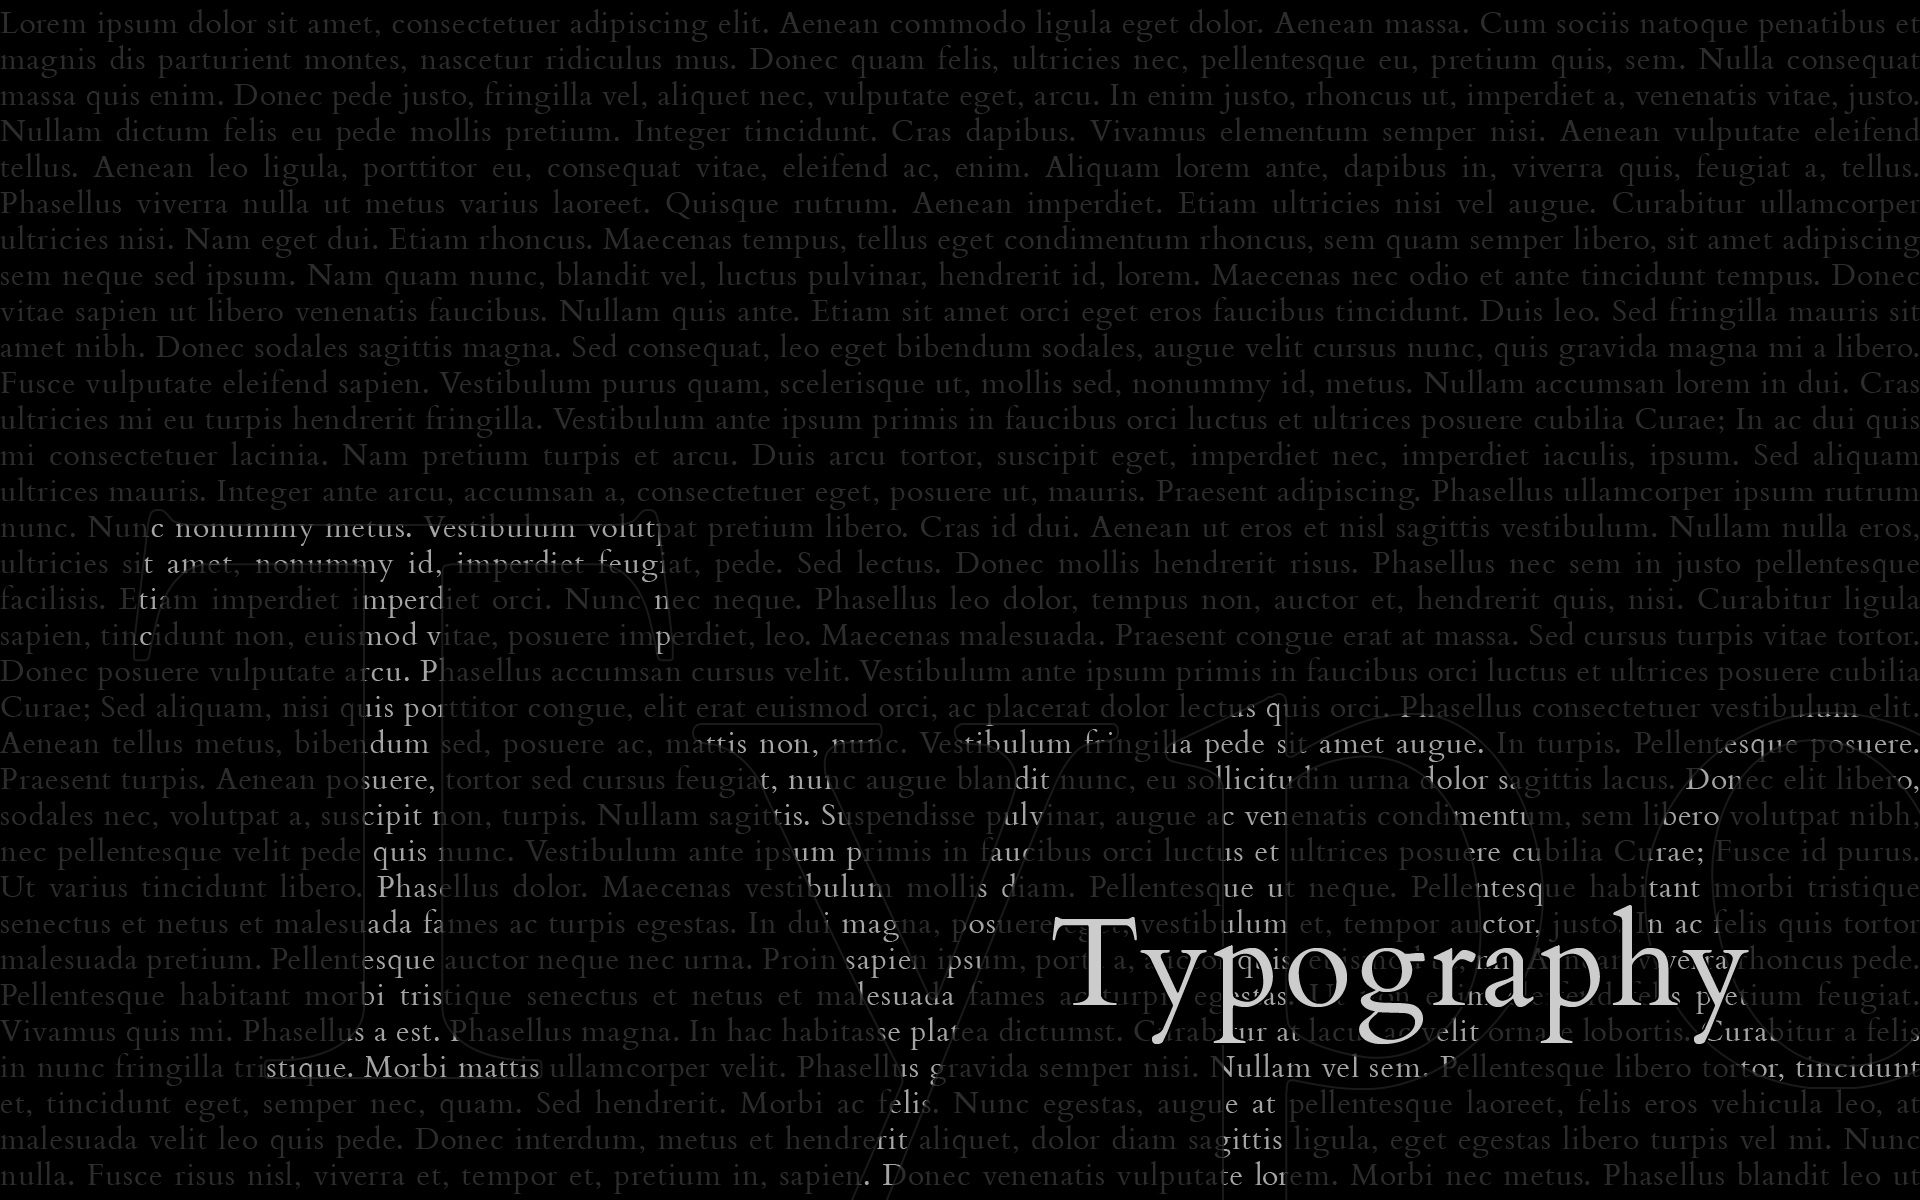 Lorem ipsum dolor sit amet, consectetuer adipiscing elit. Aenean commodo ligula eget dolor. Aenean massa. Cum sociis natoque penatibus et
magnis dis parturient montes, nascetur ridiculus mus. Donec quam felis, ultricies nec, pellentesque eu, pretium quis, sem. Nulla consequat
massa quis enim. Donec pede justo, fringilla vel, aliquet nec, vulputate eget, arcu. In enim justo, rhoncus ut, imperdiet a, venenatis vitae, justo.
Nullam dictum felis eu pede mollis pretium. Integer tincidunt. Cras dapibus. Vivamus elementum semper nisi. Aenean vulputate eleifend
tellus. Aenean leo ligula, porttitor eu, consequat vitae, eleifend ac, enim. Aliquam lorem ante, dapibus in, viverra quis, feugiat a, tellus.
Phasellus viverra nulla ut metus varius laoreet. Quisque rutrum. Aenean imperdiet. Etiam ultricies nisi vel augue. Curabitur ullamcorper
ultricies nisi. Nam eget dui. Etiam rhoncus. Maecenas tempus, tellus eget condimentum rhoncus, sem quam semper libero, sit amet adipiscing
sem neque sed ipsum. Nam quam nunc, blandit vel, luctus pulvinar, hendrerit id, lorem. Maecenas nec odio et ante tincidunt tempus. Donec
vitae sapien ut libero venenatis faucibus. Nullam quis ante. Etiam sit amet orci eget eros faucibus tincidunt. Duis leo. Sed fringilla mauris sit
amet nibh. Donec sodales sagittis magna. Sed consequat, leo eget bibendum sodales, augue velit cursus nunc, quis gravida magna mi a libero.
Fusce vulputate eleifend sapien. Vestibulum purus quam, scelerisque ut, mollis sed, nonummy id, metus. Nullam accumsan lorem in dui. Cras
ultricies mi eu turpis hendrerit fringilla. Vestibulum ante ipsum primis in faucibus orci luctus et ultrices posuere cubilia Curae; In ac dui quis
mi consectetuer lacinia. Nam pretium turpis et arcu. Duis arcu tortor, suscipit eget, imperdiet nec, imperdiet iaculis, ipsum. Sed aliquam
ultrices mauris. Integer ante arcu, accumsan a, consectetuer eget, posuere ut, mauris. Praesent adipiscing. Phasellus ullamcorper ipsum rutrum
nunc. Nunc nonummy metus. Vestibulum volutpat pretium libero. Cras id dui. Aenean ut eros et nisl sagittis vestibulum. Nullam nulla eros,
ultricies sit amet, nonummy id, imperdiet feugiat, pede. Sed lectus. Donec mollis hendrerit risus. Phasellus nec sem in justo pellentesque
facilisis. Etiam imperdiet imperdiet orci. Nunc nec neque. Phasellus leo dolor, tempus non, auctor et, hendrerit quis, nisi. Curabitur ligula
sapien, tincidunt non, euismod vitae, posuere imperdiet, leo. Maecenas malesuada. Praesent congue erat at massa. Sed cursus turpis vitae tortor.
Donec posuere vulputate arcu. Phasellus accumsan cursus velit. Vestibulum ante ipsum primis in faucibus orci luctus et ultrices posuere cubilia
Curae; Sed aliquam, nisi quis porttitor congue, elit erat euismod orci, ac placerat dolor lectus quis orci. Phasellus consectetuer vestibulum elit.
Aenean tellus metus, bibendum sed, posuere ac, mattis non, nunc. Vestibulum fringilla pede sit amet augue. In turpis. Pellentesque posuere.
Praesent turpis. Aenean posuere, tortor sed cursus feugiat, nunc augue blandit nunc, eu sollicitudin urna dolor sagittis lacus. Donec elit libero,
sodales nec, volutpat a, suscipit non, turpis. Nullam sagittis. Suspendisse pulvinar, augue ac venenatis condimentum, sem libero volutpat nibh,
nec pellentesque velit pede quis nunc. Vestibulum ante ipsum primis in faucibus orci luctus et ultrices posuere cubilia Curae; Fusce id purus.
Ut varius tincidunt libero. Phasellus dolor. Maecenas vestibulum mollis diam. Pellentesque ut neque. Pellentesque habitant morbi tristique
senectus et netus et malesuada fames ac turpis egestas. In dui magna, posuere vestibulum et, tempor auctor. justo. In ac felis quis tortor
malesuada pretium. Pellentesque auctor neque nec urna. Proin sapien ipsum, porta a, quis viverra rhoncus pede.
Typography
Pellentesque habitant morbi tristique senectus et netus et malesuada fames ac turpis egestas. pretium feugiat.
Vivamus quis mi. Phasellus a est. Phasellus magna. In hac habitasse platea dictumst. Curabitur at lacus ac velit ornare lobortis. Curabitur a felis
in nunc fringilla tristique. Morbi mattis ullamcorper velit. Phasellus gravida semper nisi. Nullam vel sem. Pellentesque libero tortor, tincidunt
et, tincidunt eget, semper nec, quam. Sed hendrerit. Morbi ac felis. Nunc egestas, augue at pellentesque laoreet, felis eros vehicula leo, at
malesuada velit leo quis pede. Donec interdum, metus et hendrerit aliquet, dolor diam sagittis ligula, eget egestas libero turpis vel mi. Nunc
nulla. Fusce risus nisl, viverra et, tempor et, pretium in, sapien. Donec venenatis vulputate lorem. Morbi nec metus. Phasellus blandit leo ut